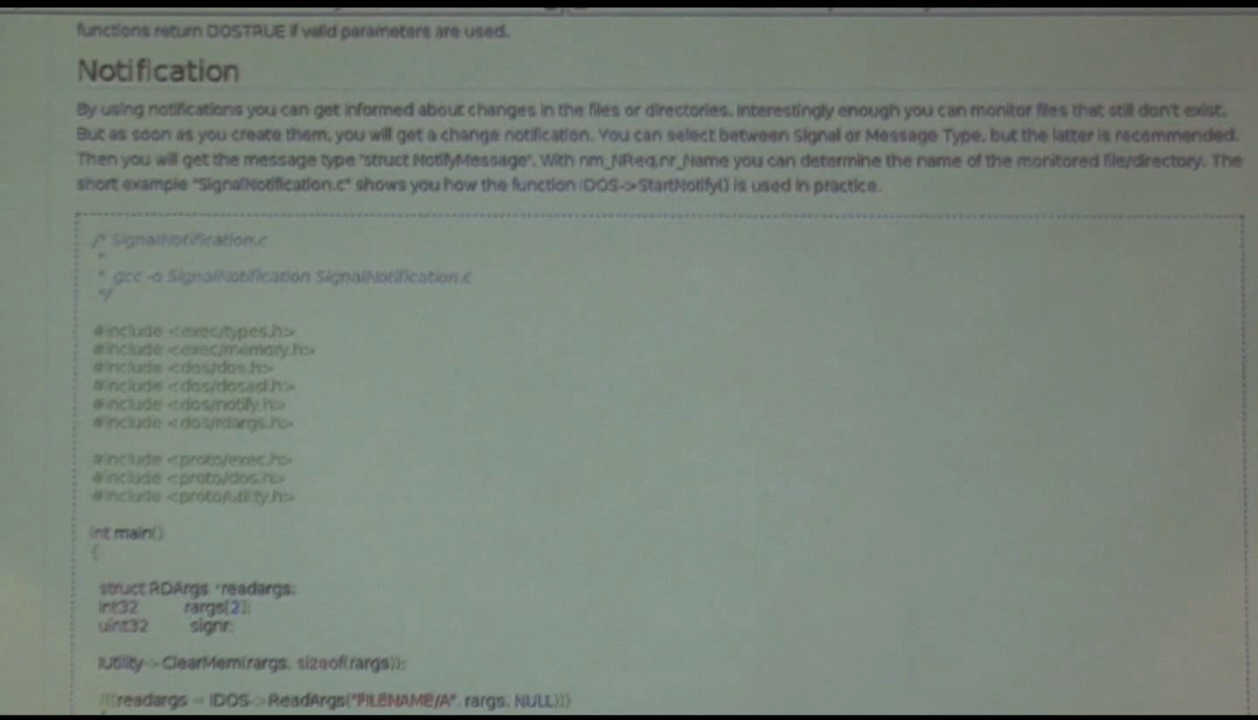 functions return DOSTRUE if valid parameters are used.
Notification
By using notifications you can get informed about changes in the files or directories. Interestingly enough you can monitor files that still don't exist.
But as soon as you create them, you will get a change notification. You can select between Signal or Message Type, but the latter is recommended.
Then you will get the message type "struct NotifyMessage". With nm_NReq.nr_Name you can determine the name of the monitored file/directory. The
short example "SignalNotification.c" shows you how the function IDOS->StartNotify() is used in practice.
/* SignalNotification.c
*
* gcc -o SignalNotification SignalNotification.c
*/
#include <exec/types.h>
#include <exec/memory.h>
#include <dos/dos.h>
#include <dos/dosasl.h>
#include <dos/notify.h>
#include <dos/rdargs.h>
#include <proto/exec.h>
#include <proto/dos.h>
#include <proto/utility.h>
int main()
{
struct RDArgs *readargs;
int32 rargs[2];
uint32 signr;
IUtility->ClearMem(rargs, sizeof(rargs));
if((readargs = IDOS->ReadArgs("FILENAME/A", rargs, NULL)))